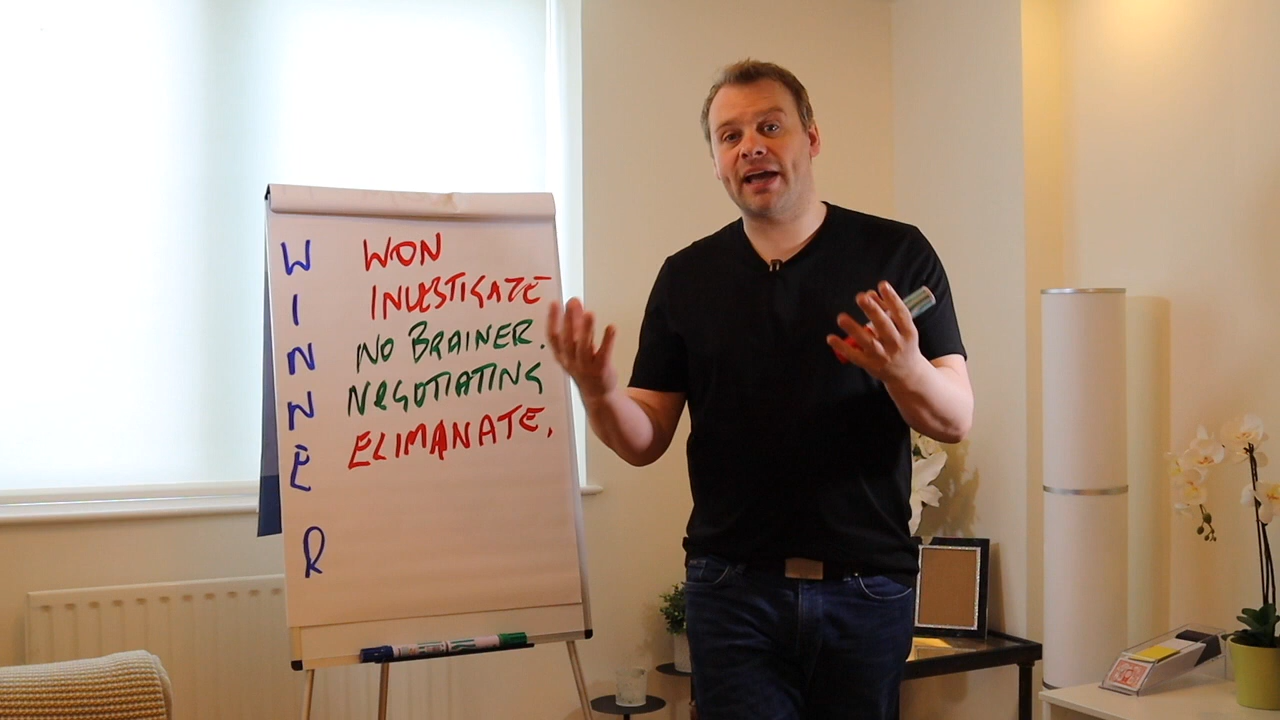 W WON
I INVESTIGATE
N NO BRAINER.
N NEGOTIATING
E ELIMANATE,
R